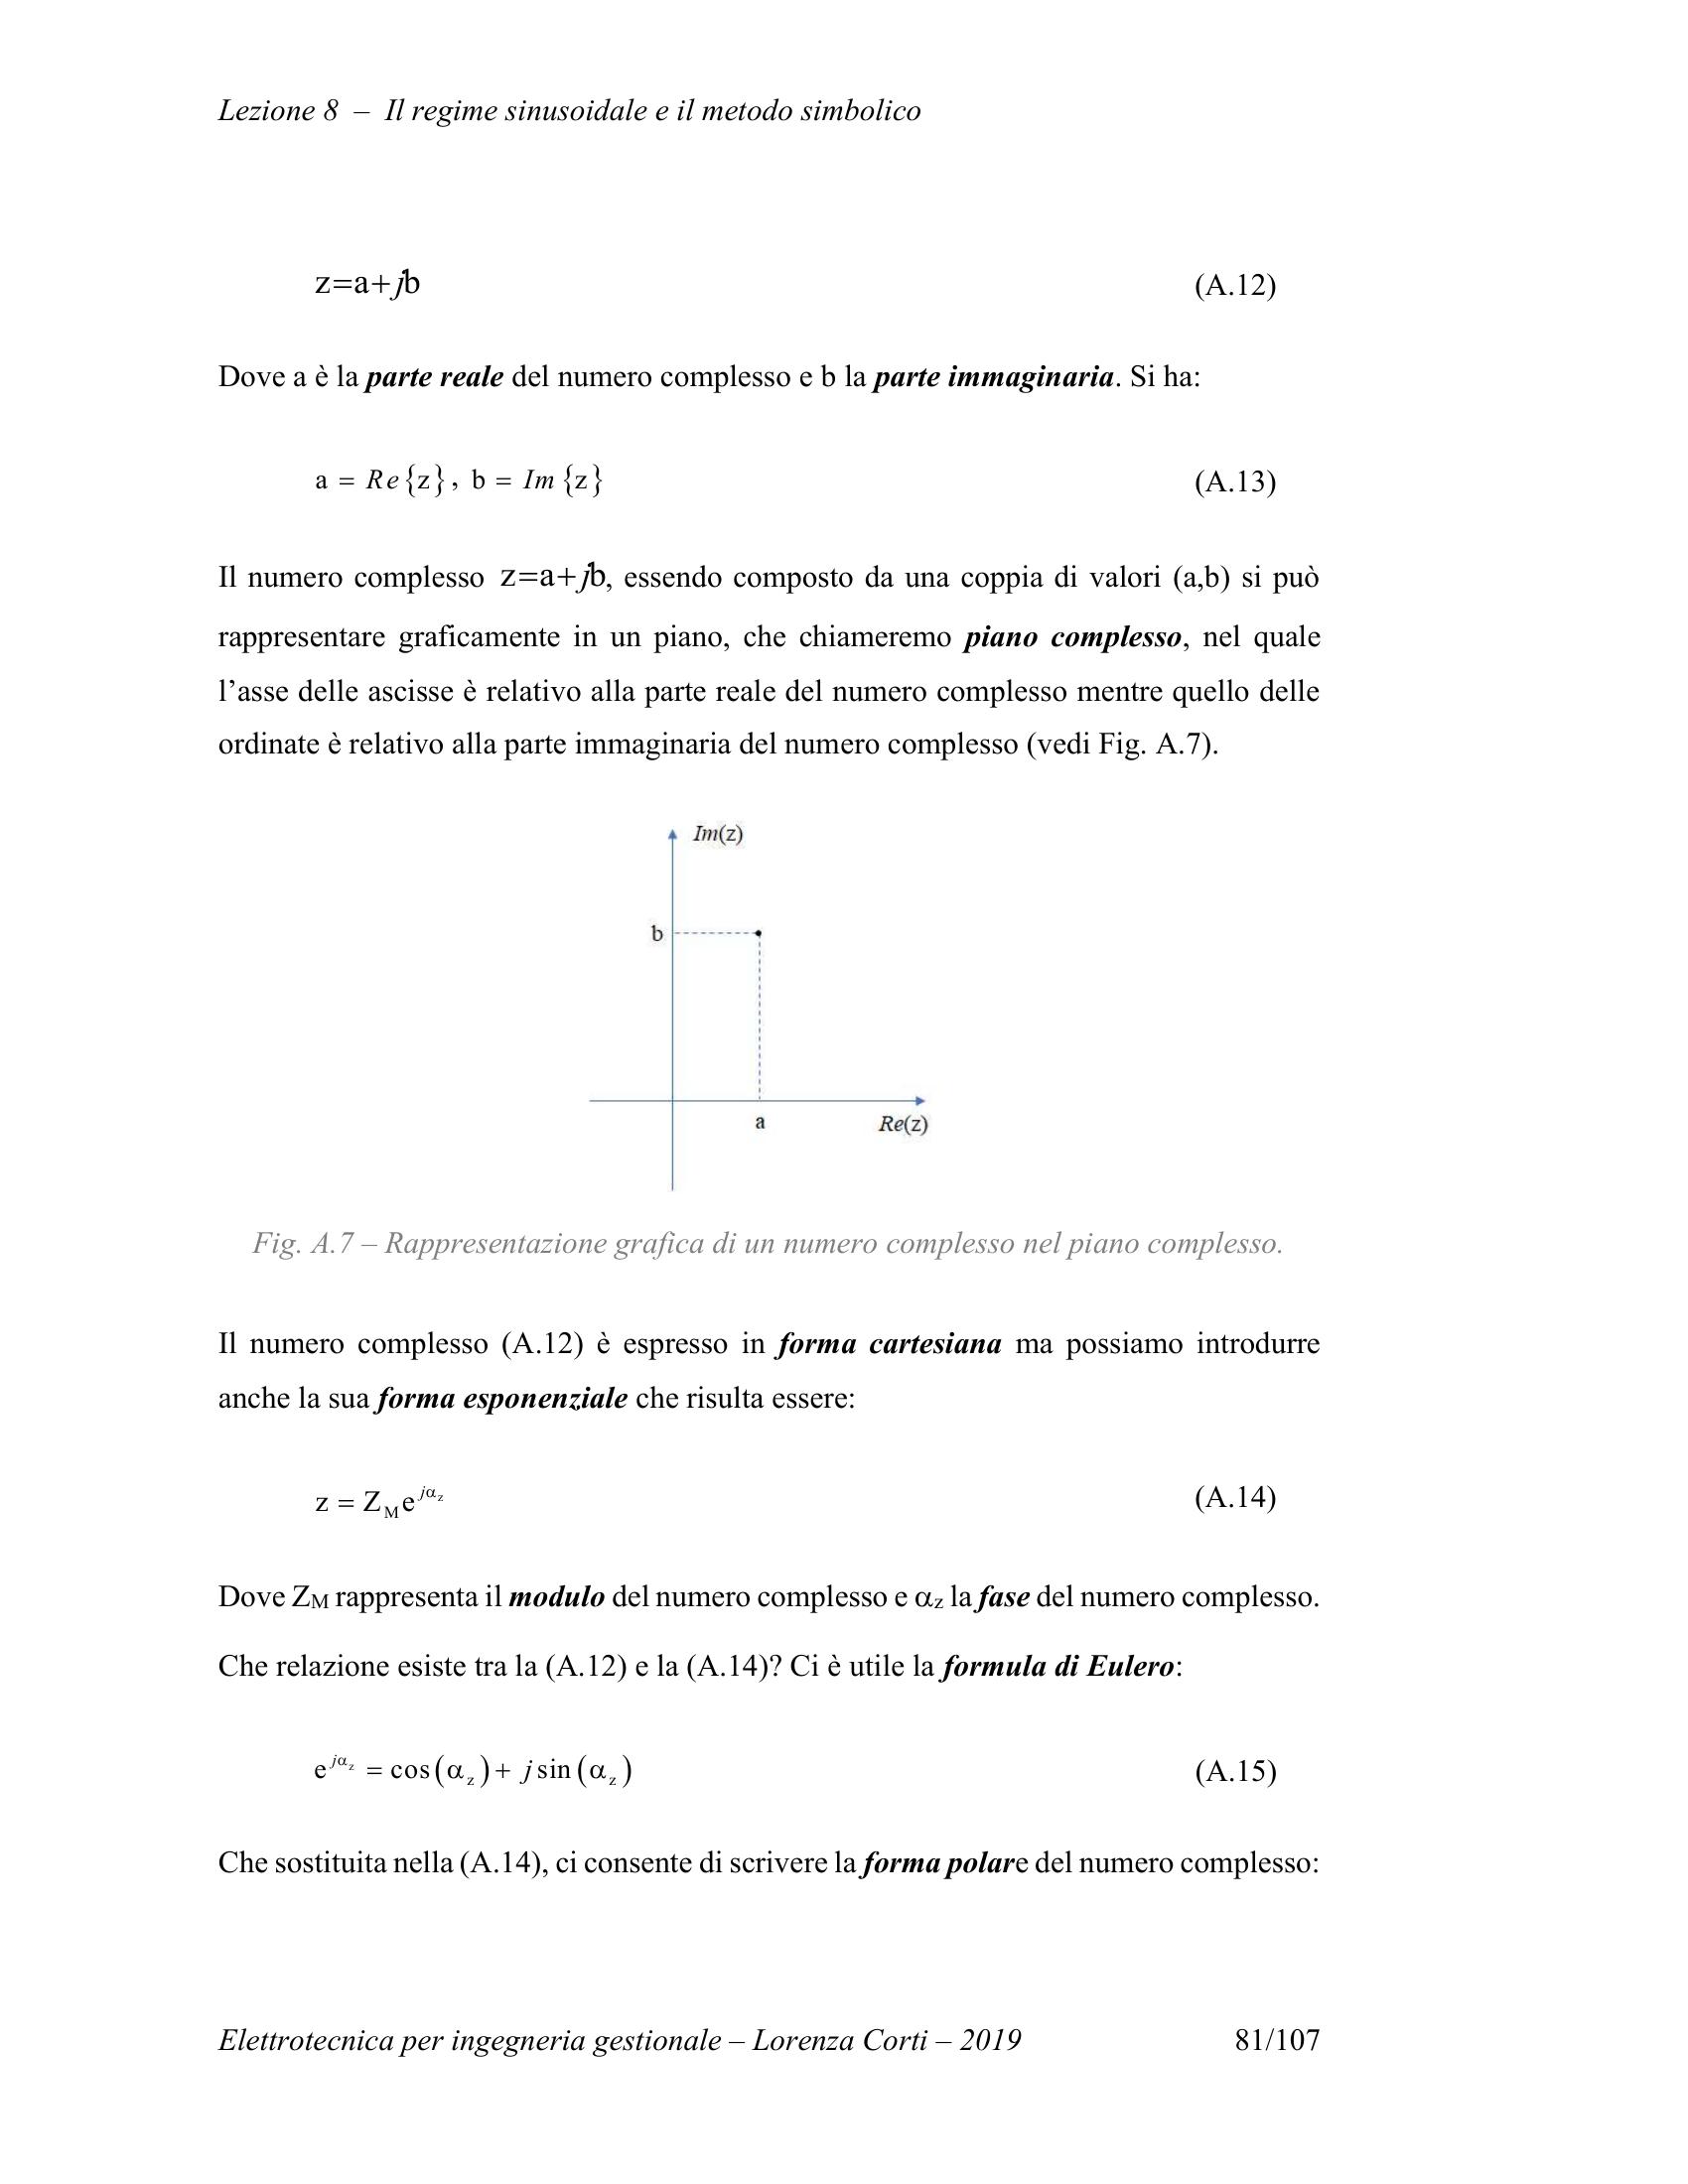 Lezione 8 – Il regime sinusoidale e il metodo simbolico
z=a+jb (A.12)
Dove a è la parte reale del numero complesso e b la parte immaginaria. Si ha:
a = Re{z}, b = Im{z} (A.13)
Il numero complesso z=a+jb, essendo composto da una coppia di valori (a,b) si può
rappresentare graficamente in un piano, che chiameremo piano complesso, nel quale
l’asse delle ascisse è relativo alla parte reale del numero complesso mentre quello delle
ordinate è relativo alla parte immaginaria del numero complesso (vedi Fig. A.7).
Im(z)
b
a
Re(z)
Fig. A.7 – Rappresentazione grafica di un numero complesso nel piano complesso.
Il numero complesso (A.12) è espresso in forma cartesiana ma possiamo introdurre
anche la sua forma esponenziale che risulta essere:
z = Z_M e^{jα_z} (A.14)
Dove Z_M rappresenta il modulo del numero complesso e α_z la fase del numero complesso.
Che relazione esiste tra la (A.12) e la (A.14)? Ci è utile la formula di Eulero:
e^{jα_z} = cos(α_z) + j sin(α_z) (A.15)
Che sostituita nella (A.14), ci consente di scrivere la forma polare del numero complesso:
Elettrotecnica per ingegneria gestionale – Lorenza Corti – 2019 81/107